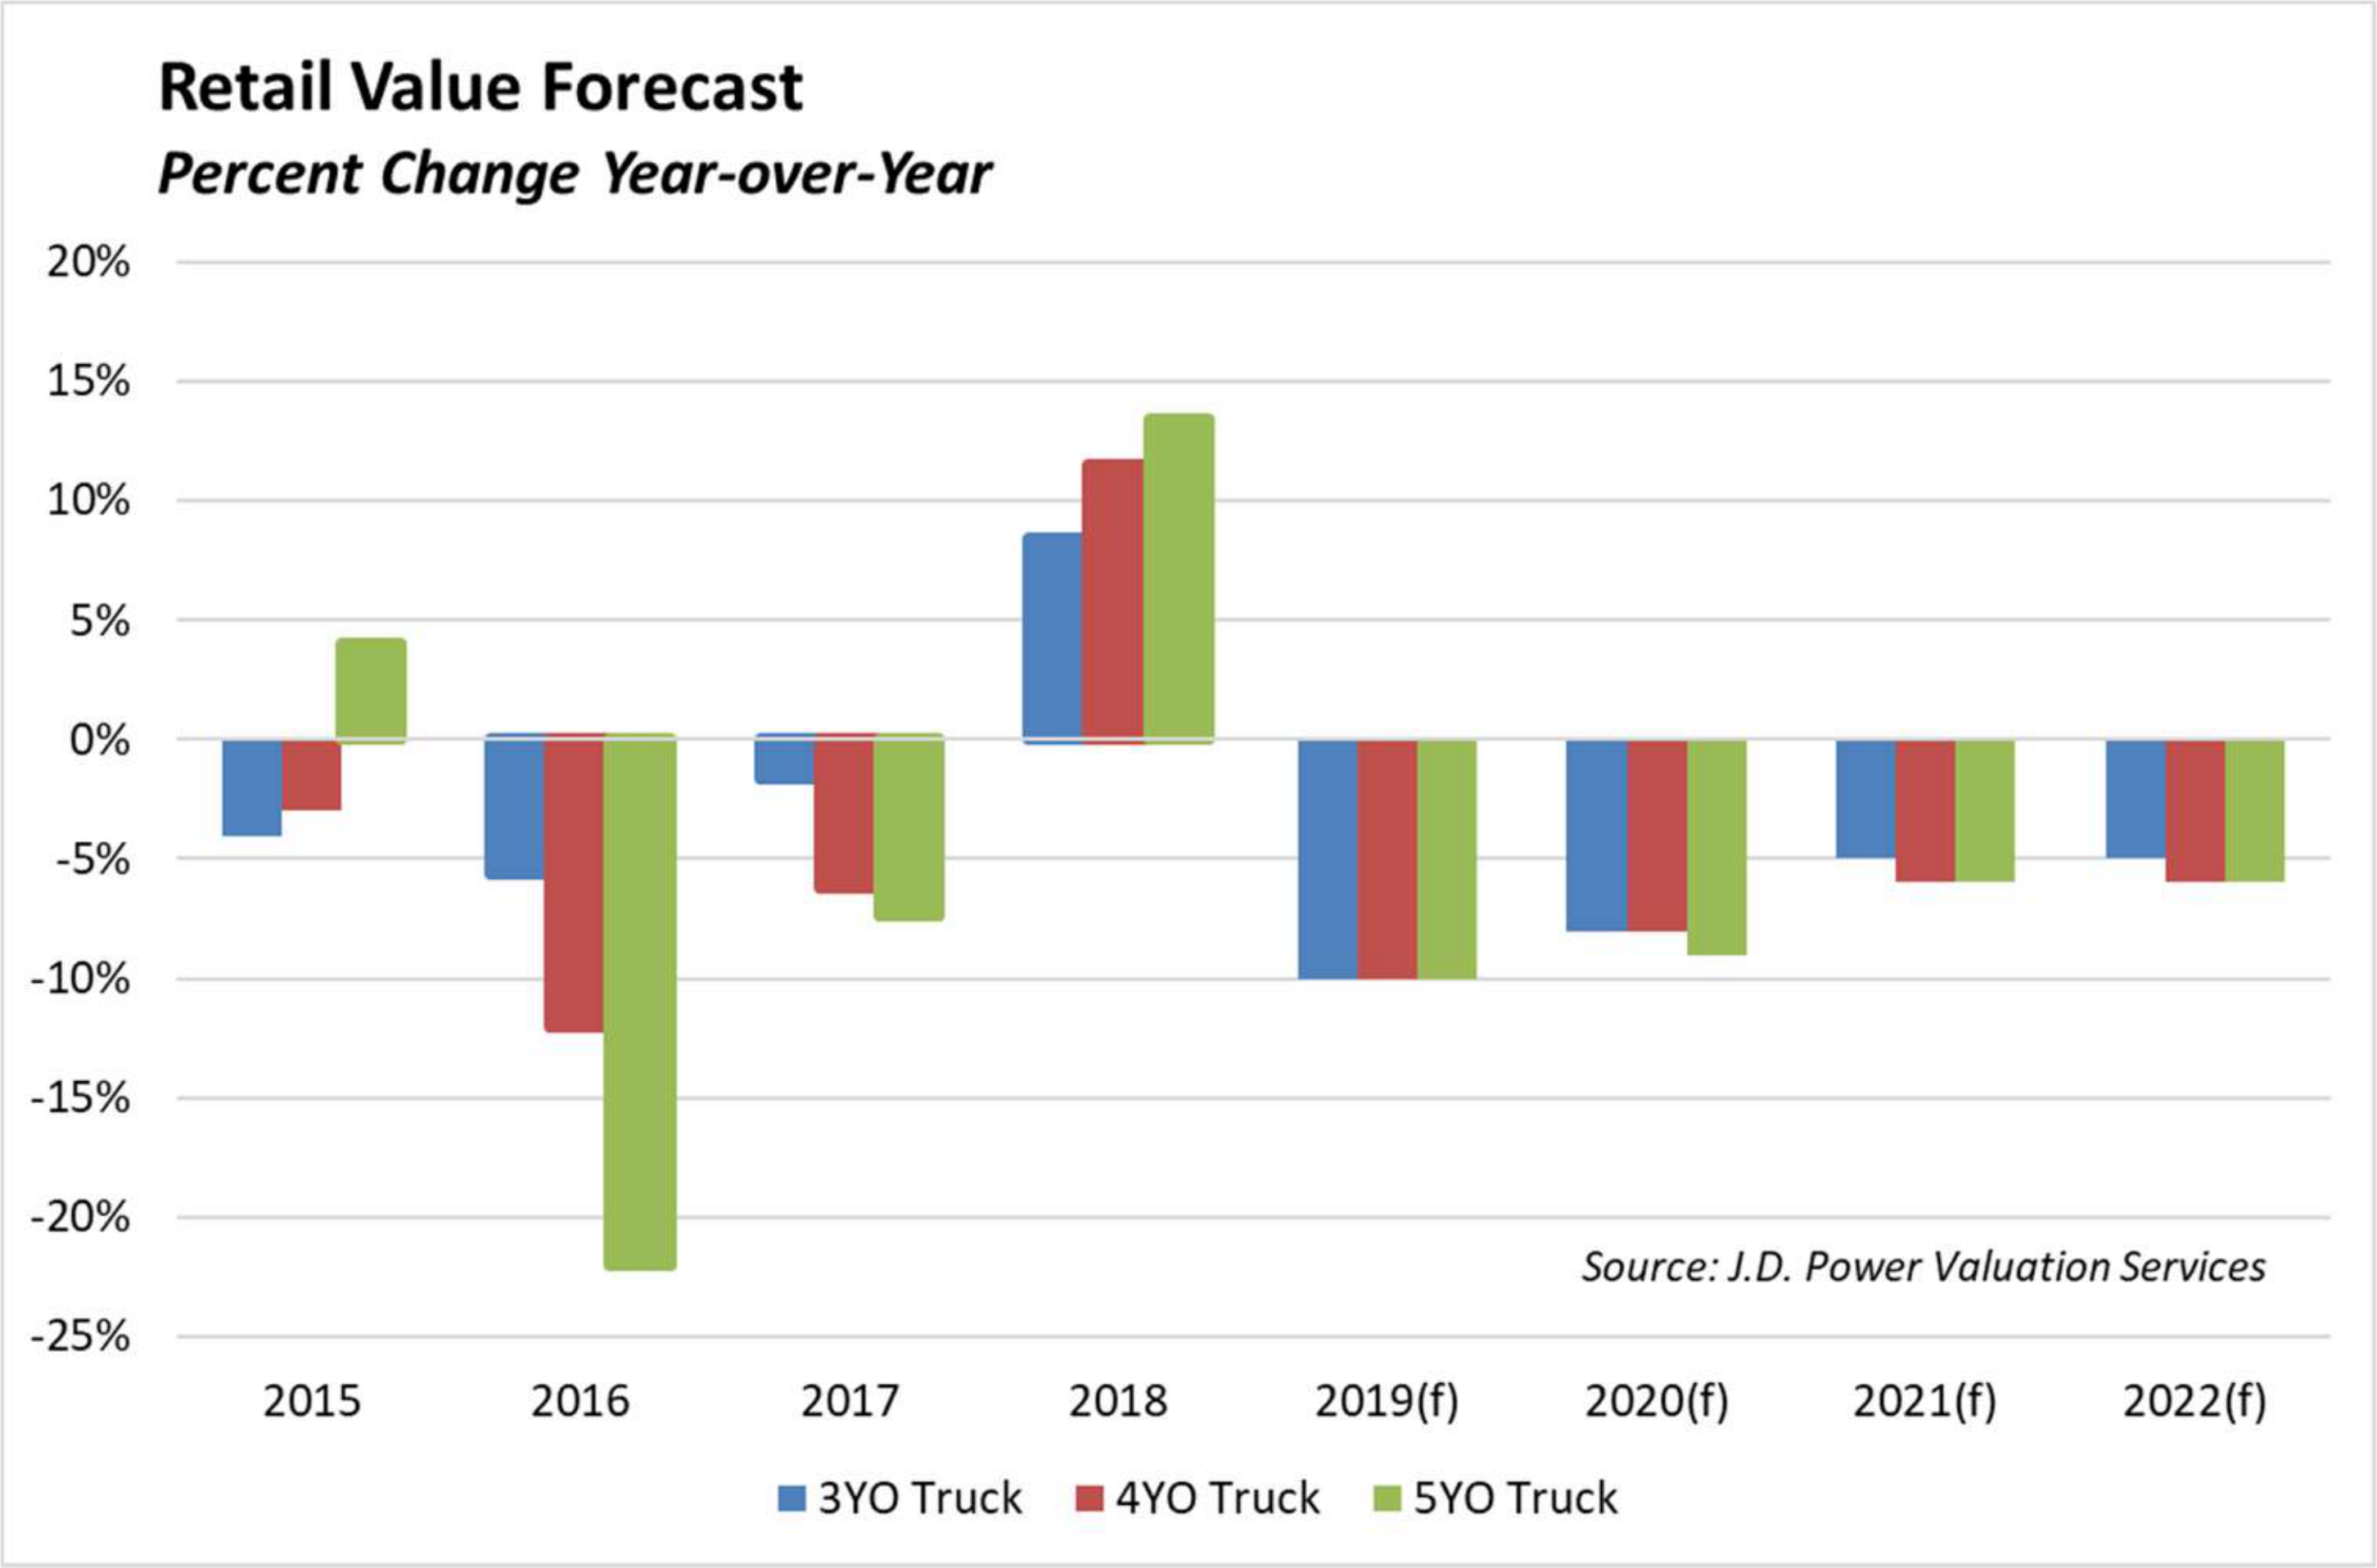 Retail Value Forecast
Percent Change Year-over-Year
20%
15%
10%
5%
0%
-5%
-10%
-15%
-20%
Source: J.D. Power Valuation Services
-25%
2015 2016 2017 2018 2019(f) 2020(f) 2021(f) 2022(f)
3YO Truck 4YO Truck 5YO Truck